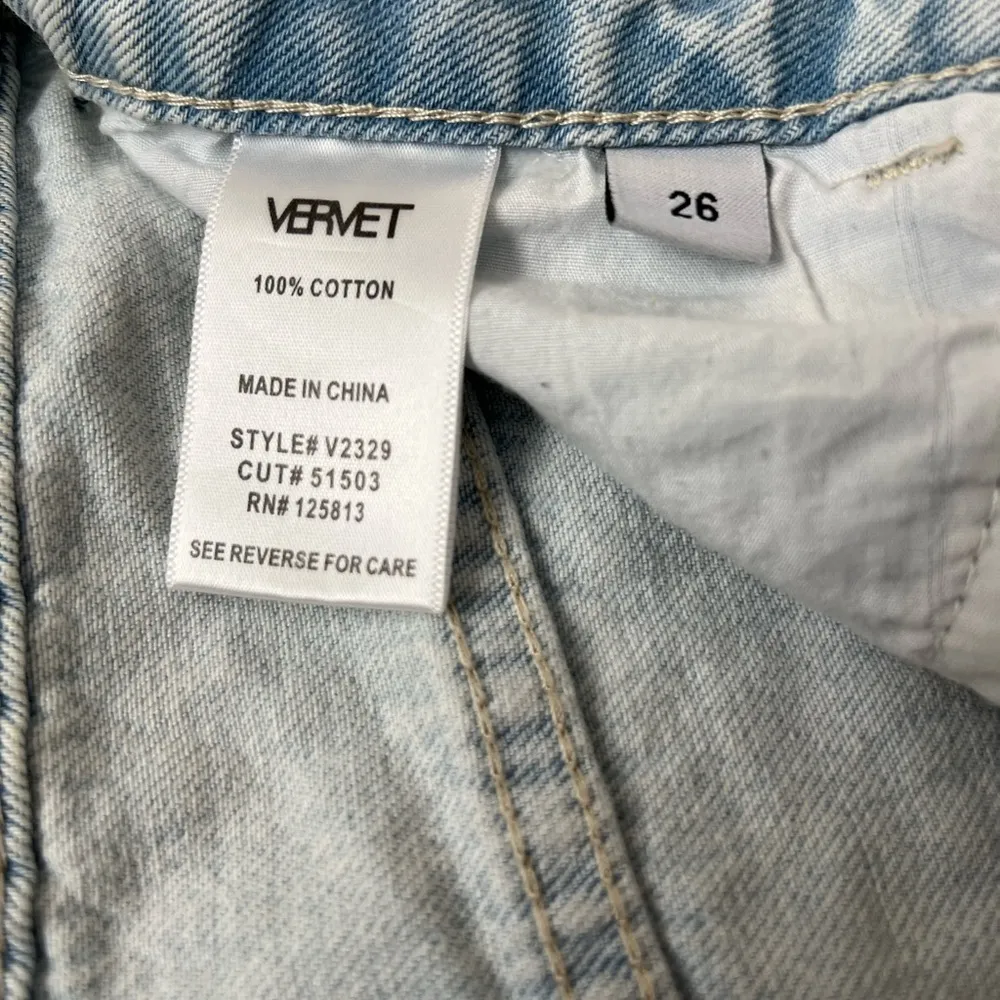 VERVET
100% COTTON
MADE IN CHINA
STYLE# V2329
CUT# 51503
RN# 125813
SEE REVERSE FOR CARE
26